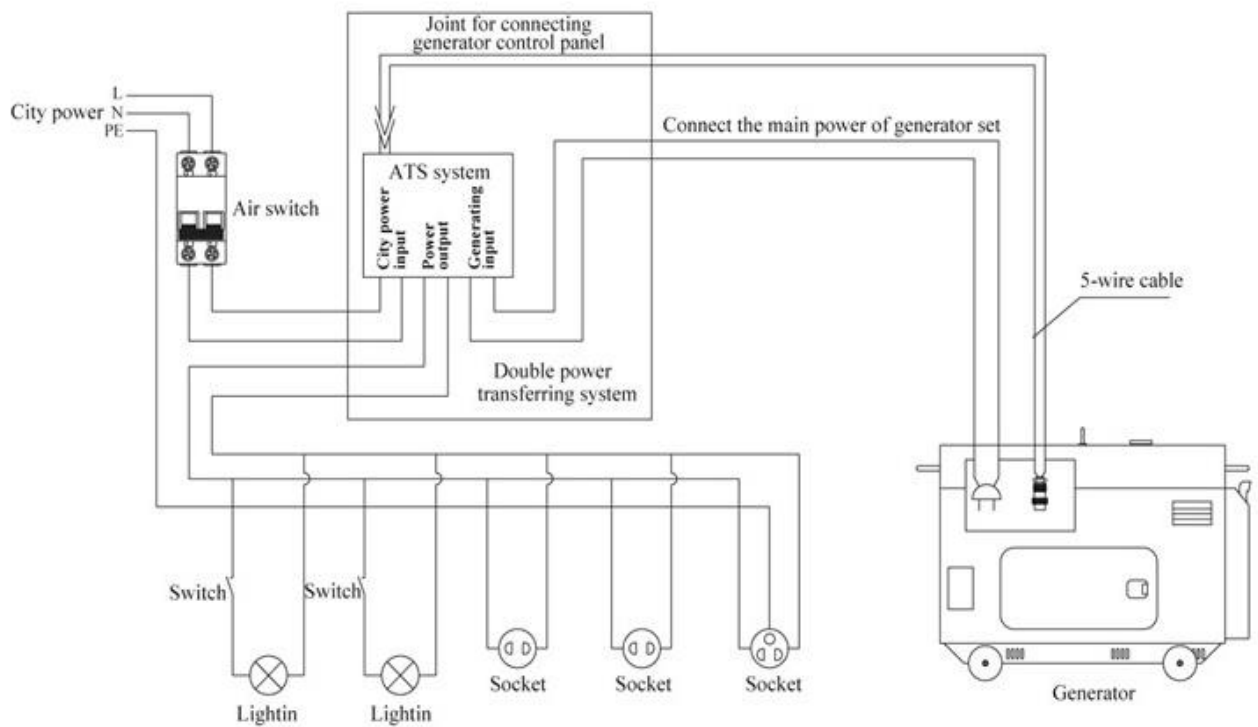 Joint for connecting
generator control panel
L
City power N
PE
Connect the main power of generator set
ATS system
City power
input
Power
output
Generating
input
Air switch
5-wire cable
Double power
transferring system
Switch
Switch
Socket
Socket
Socket
Lightin
Lightin
Generator